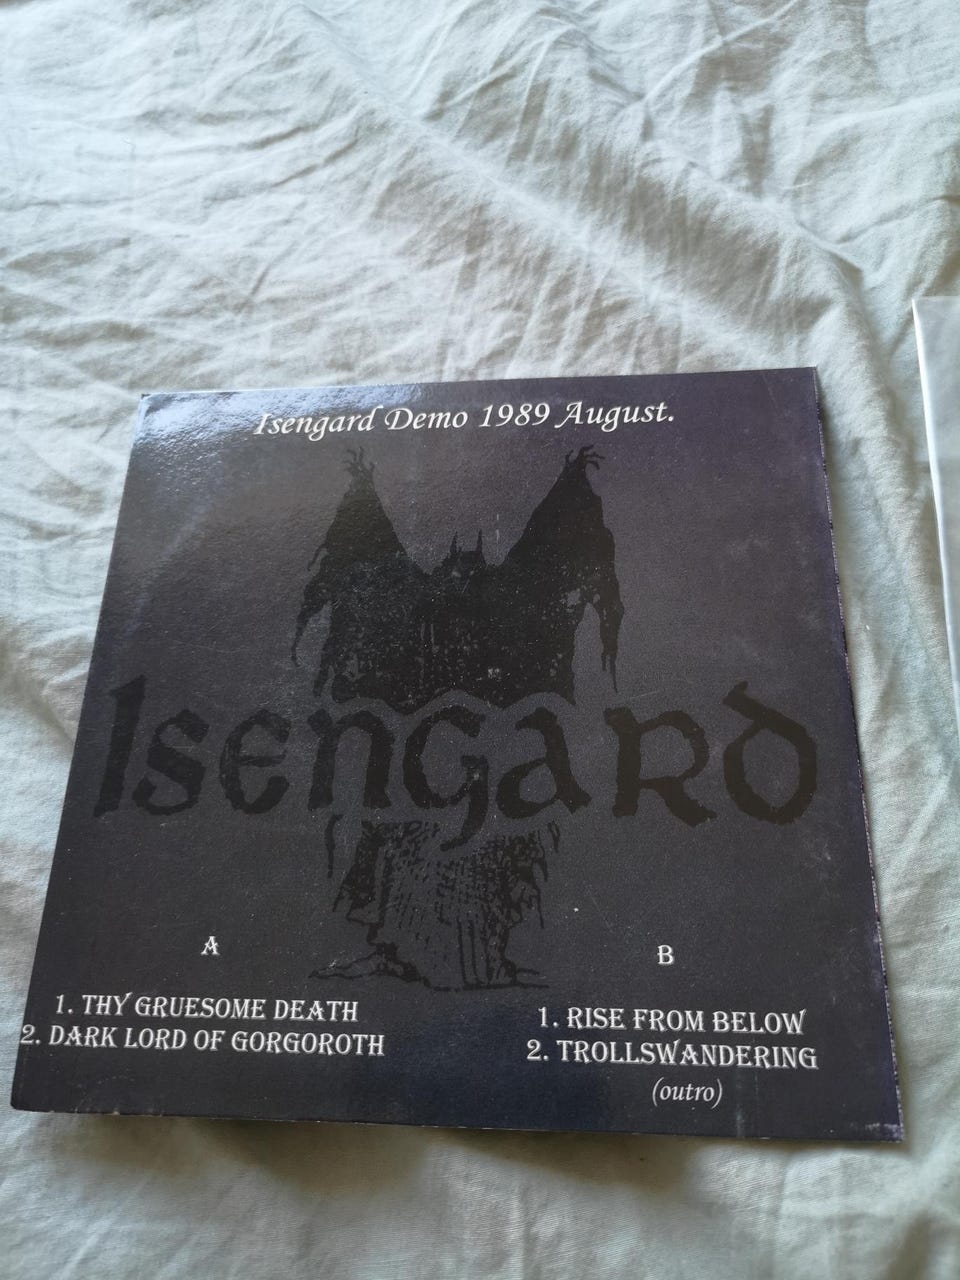 Isengard Demo 1989 August.
Isengard
A
1. THY GRUESOME DEATH
2. DARK LORD OF GORGOROTH
B
1. RISE FROM BELOW
2. TROLLSWANDERING
(outro)